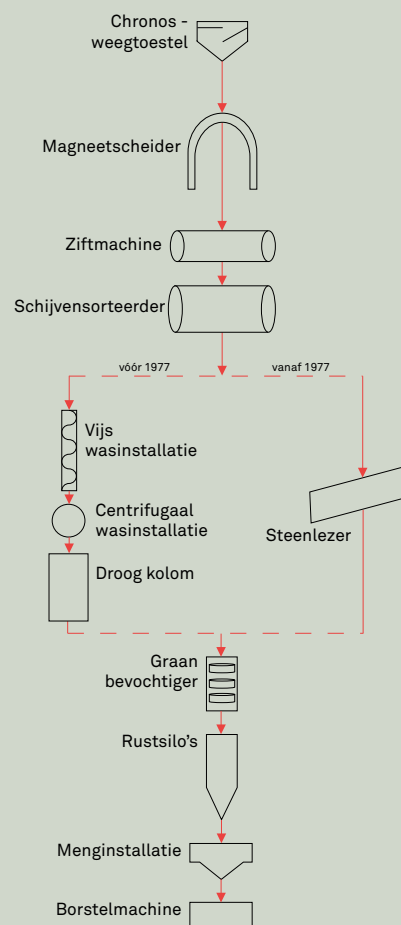 Chronos -
weegtoestel
Magneetscheider
Ziftmachine
Schijvensorteerder
vóór 1977
vanaf 1977
Vijs
wasinstallatie
Centrifugaal
wasinstallatie
Steenlezer
Droog kolom
Graan
bevochtiger
Rustsilo's
Menginstallatie
Borstelmachine